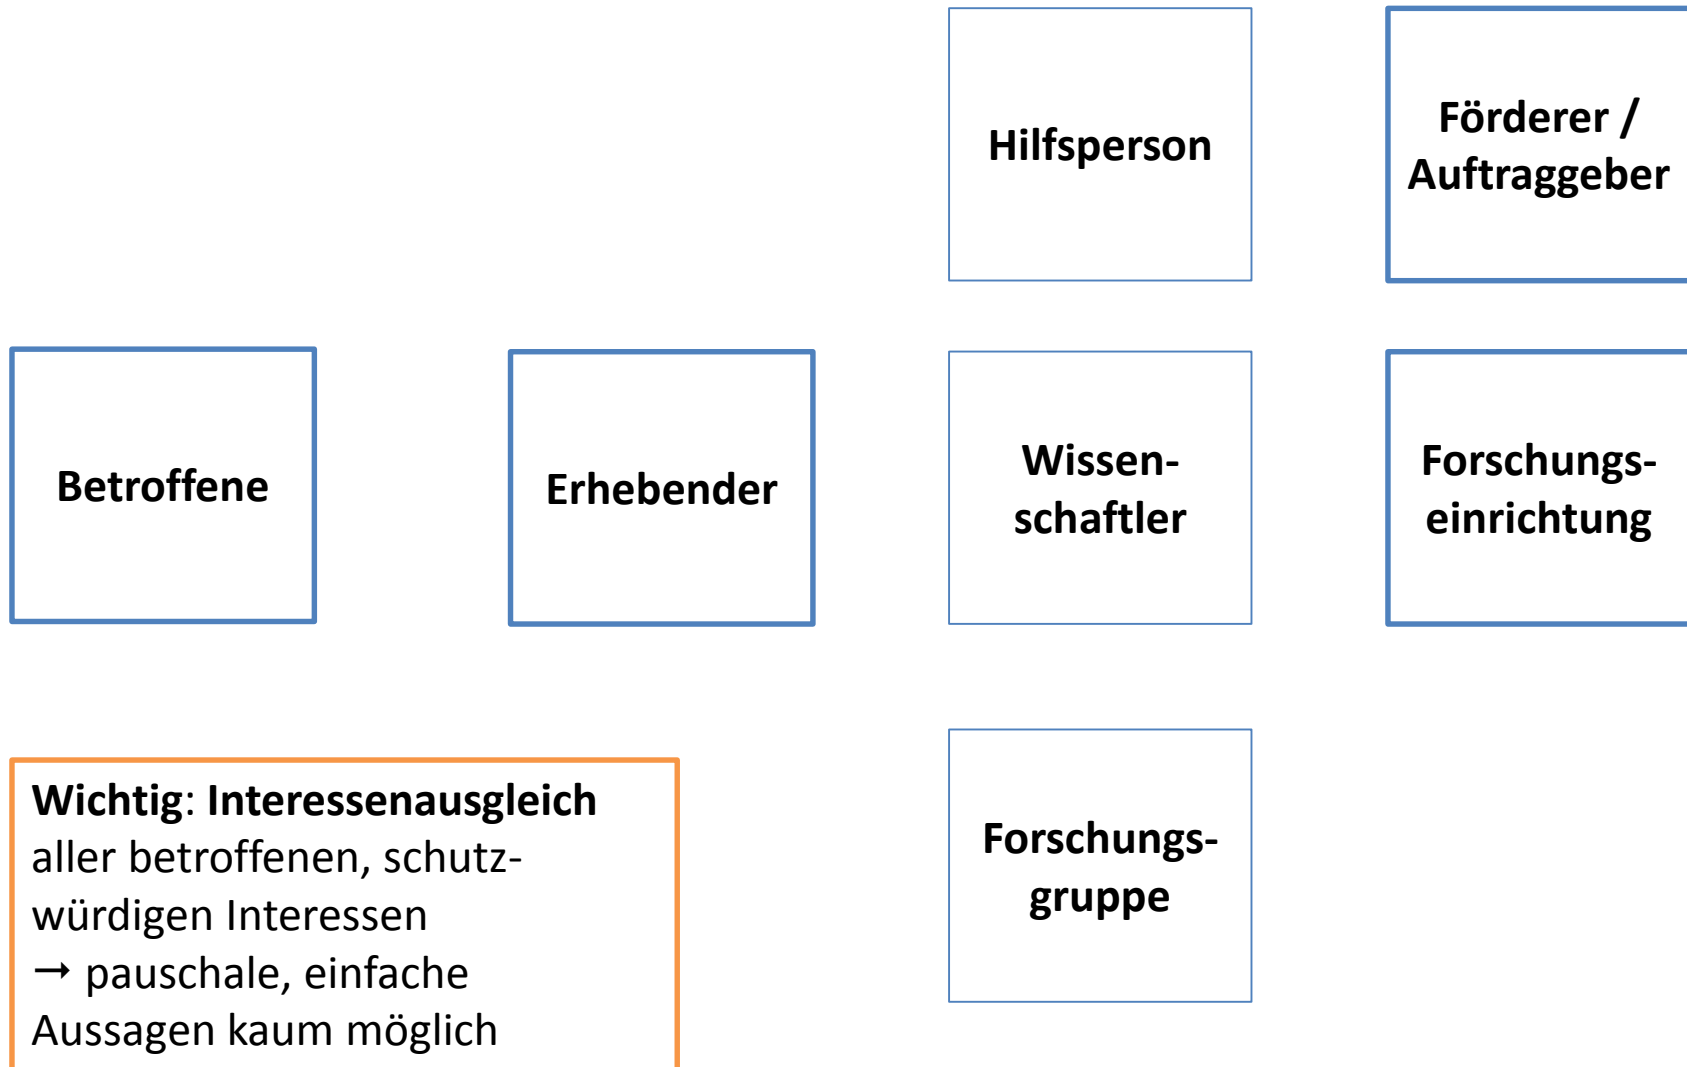 Hilfsperson
Förderer /
Auftraggeber
Betroffene
Erhebender
Wissen-
schaftler
Forschungs-
einrichtung
Forschungs-
gruppe
Wichtig: Interessenausgleich
aller betroffenen, schutz-
würdigen Interessen
→ pauschale, einfache
Aussagen kaum möglich